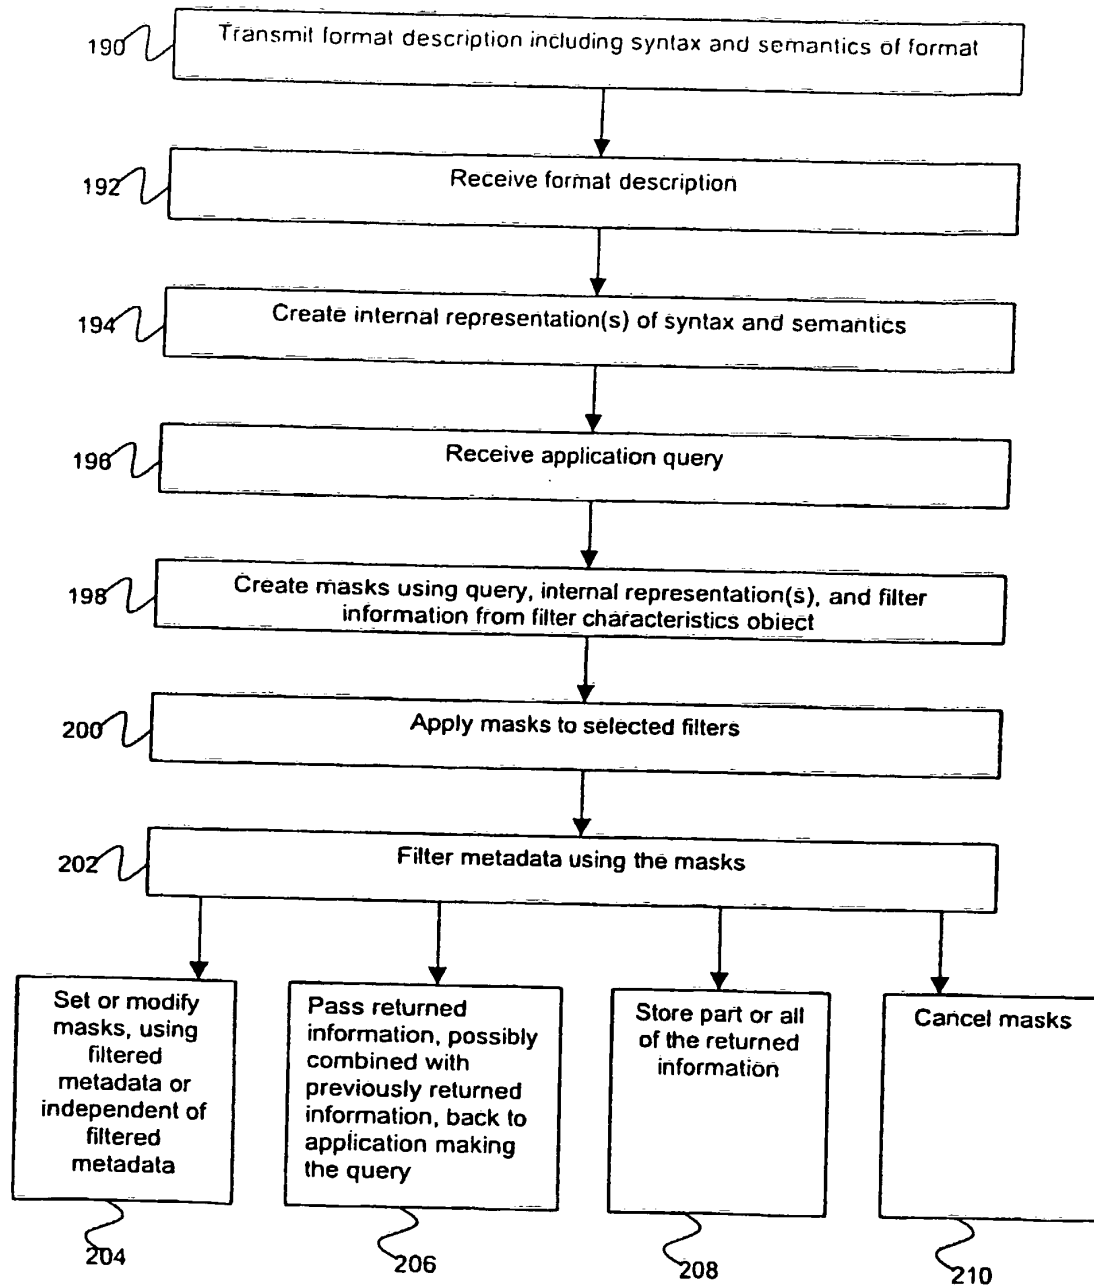 190
Transmit format description including syntax and semantics of format
192
Receive format description
194
Create internal representation(s) of syntax and semantics
196
Receive application query
198
Create masks using query, internal representation(s), and filter
information from filter characteristics object
200
Apply masks to selected filters
202
Filter metadata using the masks
Set or modify
masks, using
filtered
metadata or
independent of
filtered
metadata
204
Pass returned
information, possibly
combined with
previously returned
information, back to
application making
the query
206
Store part or all
of the returned
information
208
Cancel masks
210